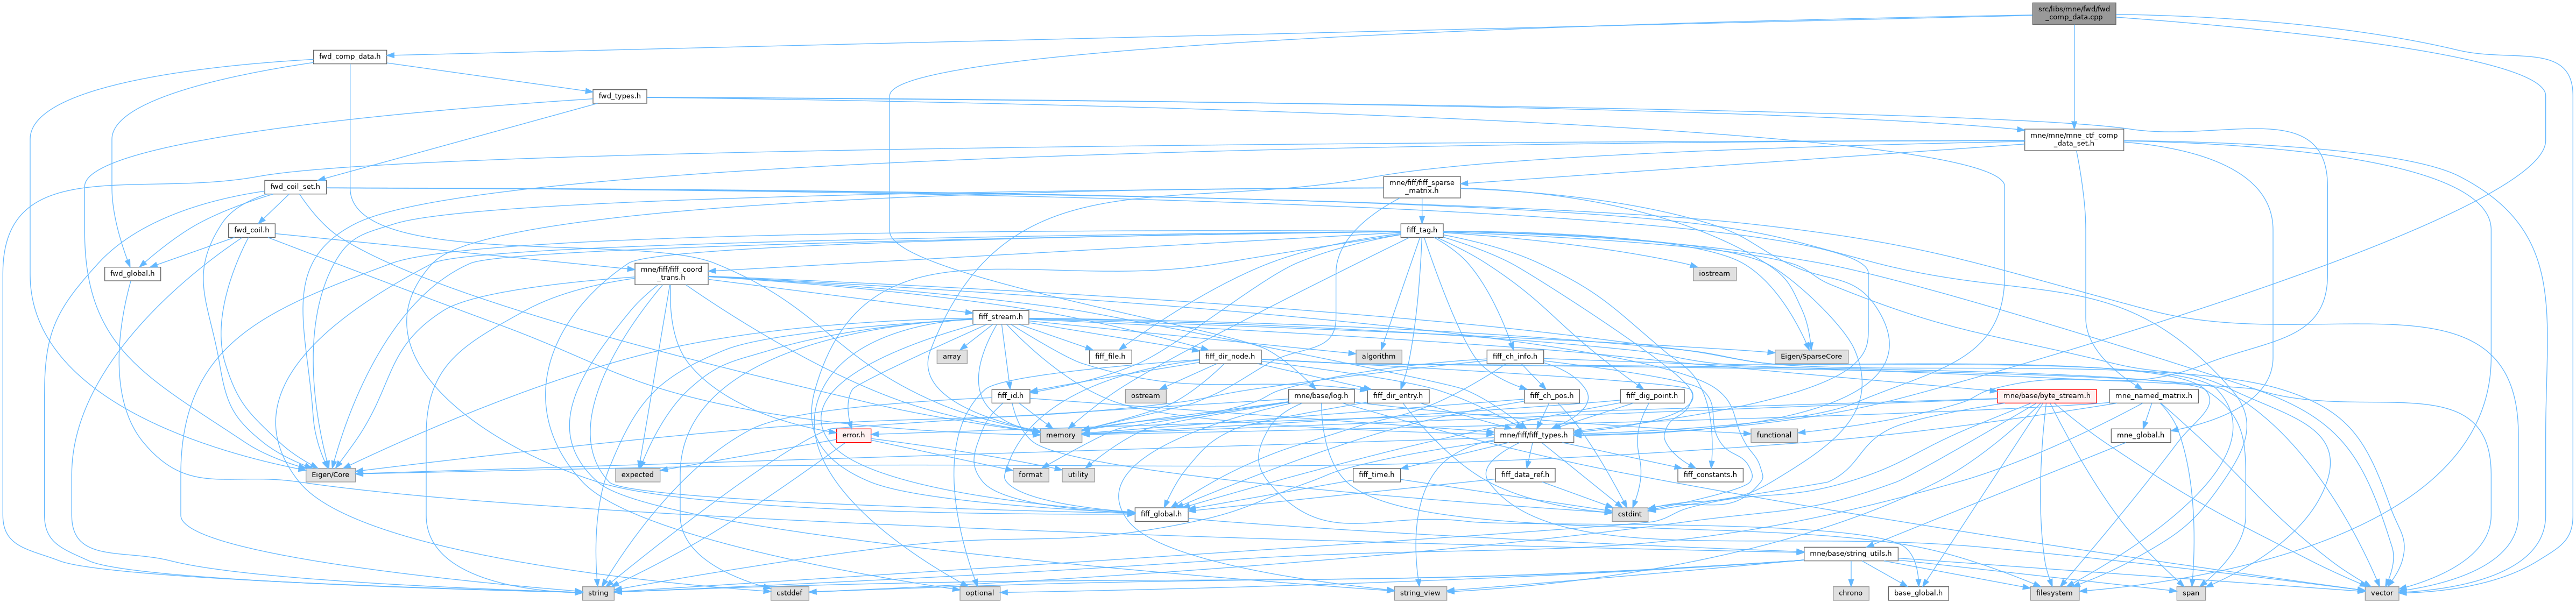 src/libs/mne/fwd/fwd
_comp_data.cpp
fwd_comp_data.h
fwd_types.h
mne/mne/mne_ctf_comp
_data_set.h
fwd_coil_set.h
mne/fiff/fiff_sparse
_matrix.h
fwd_coil.h
fiff_tag.h
fwd_global.h
mne/fiff/fiff_coord
_trans.h
iostream
fiff_stream.h
array
fiff_file.h
fiff_dir_node.h
algorithm
fiff_ch_info.h
Eigen/SparseCore
fiff_id.h
ostream
mne/base/log.h
fiff_dir_entry.h
fiff_ch_pos.h
fiff_dig_point.h
mne/base/byte_stream.h
mne_named_matrix.h
error.h
memory
mne/fiff/fiff_types.h
functional
mne_global.h
Eigen/Core
expected
format
utility
fiff_time.h
fiff_data_ref.h
fiff_constants.h
fiff_global.h
cstdint
mne/base/string_utils.h
string
cstddef
optional
string_view
chrono
base_global.h
filesystem
span
vector